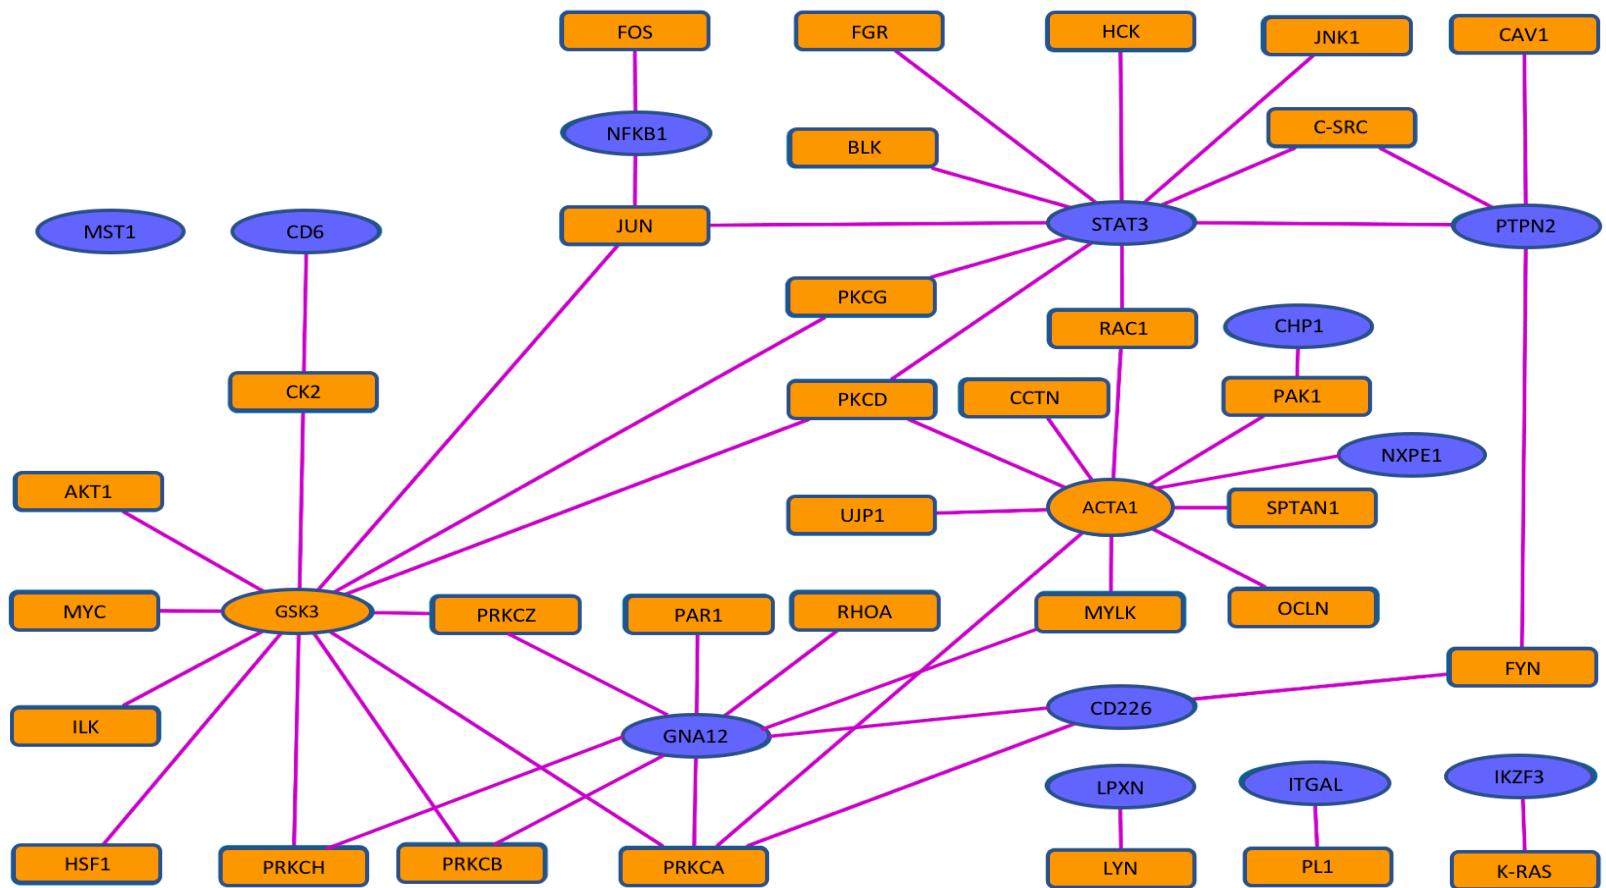 FOS
FGR
HCK
JNK1
CAV1
NFKB1
BLK
C-SRC
MST1
CD6
JUN
STAT3
PTPN2
PKCG
RAC1
CHP1
CK2
PKCD
CCTN
PAK1
NXPE1
AKT1
UJP1
ACTA1
SPTAN1
MYC
GSK3
PRKCZ
PAR1
RHOA
MYLK
OCLN
FYN
ILK
GNA12
CD226
LPXN
ITGAL
IKZF3
HSF1
PRKCH
PRKCB
PRKCA
LYN
PL1
K-RAS